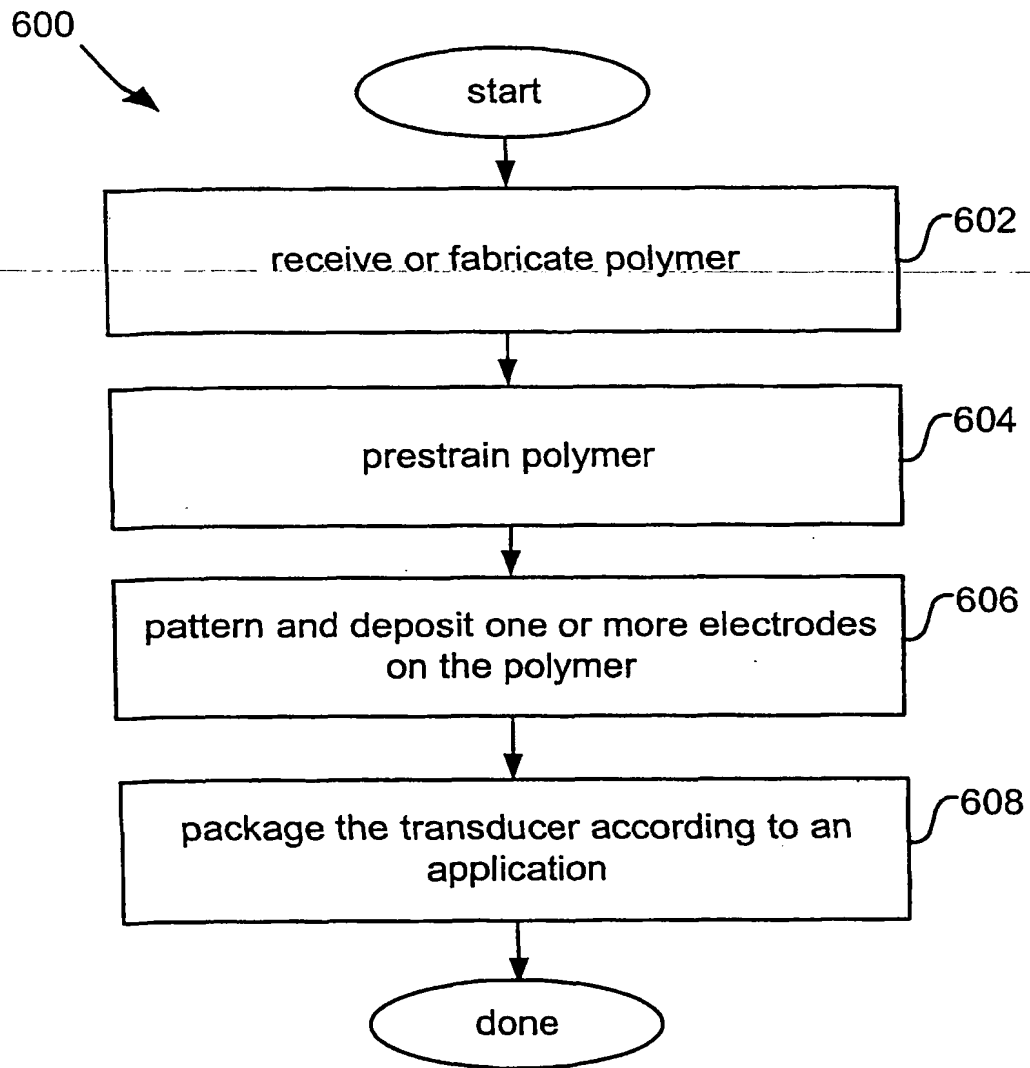 600
start
receive or fabricate polymer
602
prestrain polymer
604
pattern and deposit one or more electrodes
on the polymer
606
package the transducer according to an
application
608
done